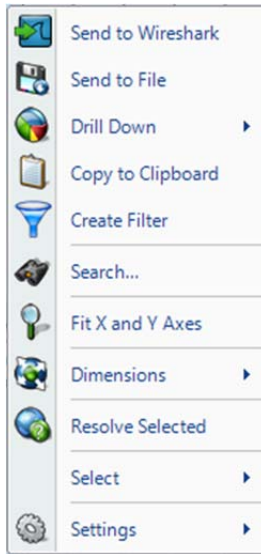 Send to Wireshark
Send to File
Drill Down
Copy to Clipboard
Create Filter
Search...
Fit X and Y Axes
Dimensions
Resolve Selected
Select
Settings